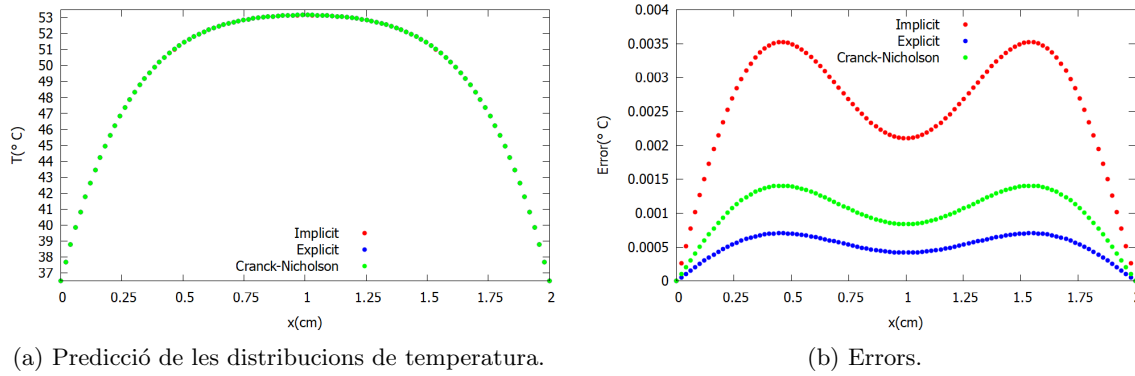 53
52
51
50
49
48
47
46
45
44
43
42
41
40
39
38
37
T(° C)
Implicit
Explicit
Cranck-Nicholson
0 0.25 0.5 0.75 1 1.25 1.5 1.75 2
x(cm)
(a) Predicció de les distribucions de temperatura.
0.004
0.0035
0.003
0.0025
0.002
0.0015
0.001
0.0005
0
Error(° C)
Implicit
Explicit
Cranck-Nicholson
0 0.25 0.5 0.75 1 1.25 1.5 1.75 2
x(cm)
(b) Errors.